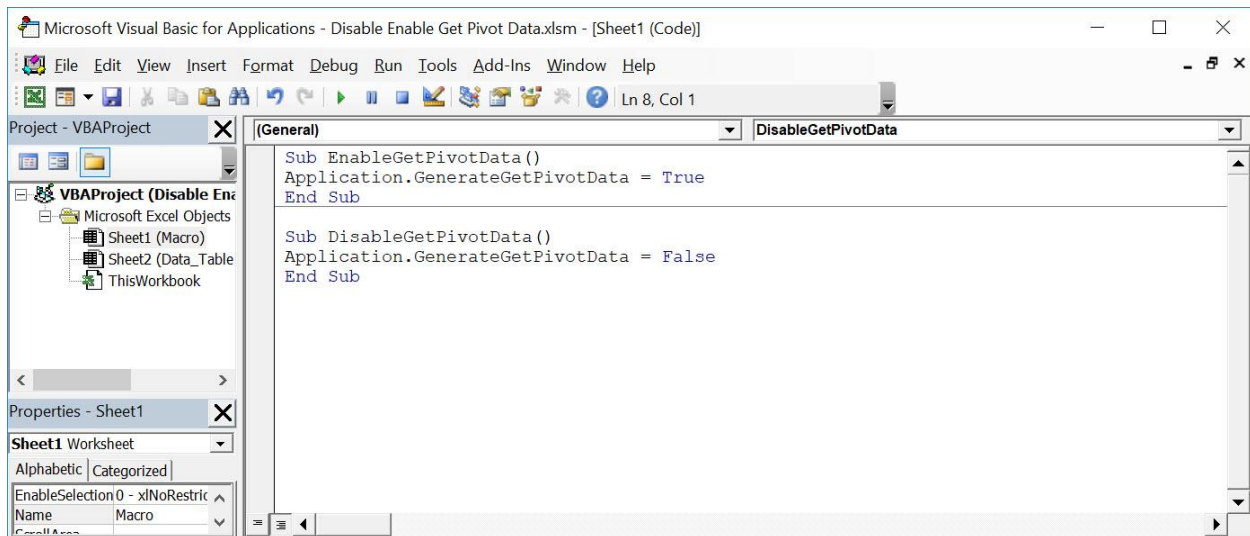 Microsoft Visual Basic for Applications - Disable Enable Get Pivot Data.xlsm - [Sheet1 (Code)]
File Edit View Insert Format Debug Run Tools Add-Ins Window Help
Ln 8, Col 1
Project - VBAProject
(General) DisableGetPivotData
Sub EnableGetPivotData()
Application.GenerateGetPivotData = True
End Sub
Sub DisableGetPivotData()
Application.GenerateGetPivotData = False
End Sub
VBAProject (Disable Ena
Microsoft Excel Objects
Sheet1 (Macro)
Sheet2 (Data_Table
ThisWorkbook
Properties - Sheet1
Sheet1 Worksheet
Alphabetic Categorized
EnableSelection 0 - xlNoRestric
Name Macro
ScrollArea